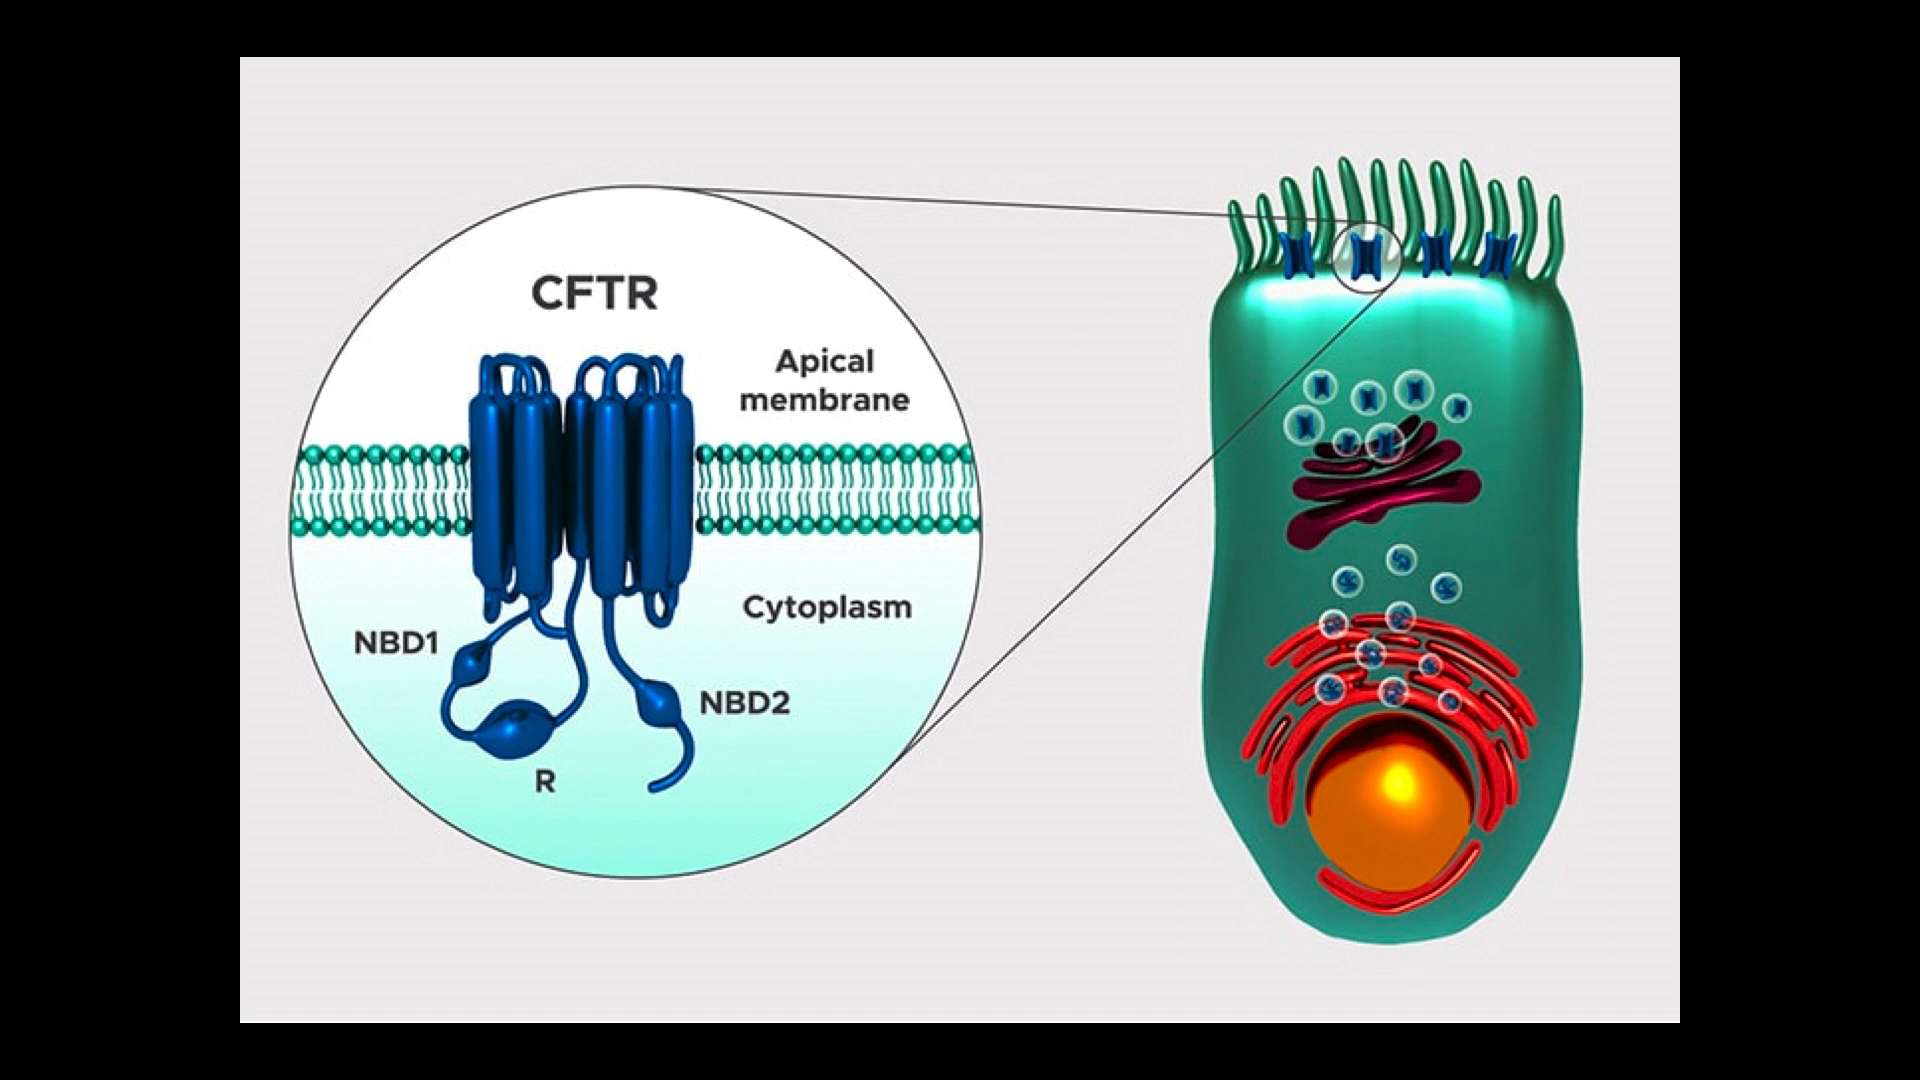 CFTR
Apical
membrane
Cytoplasm
NBD1
NBD2
R